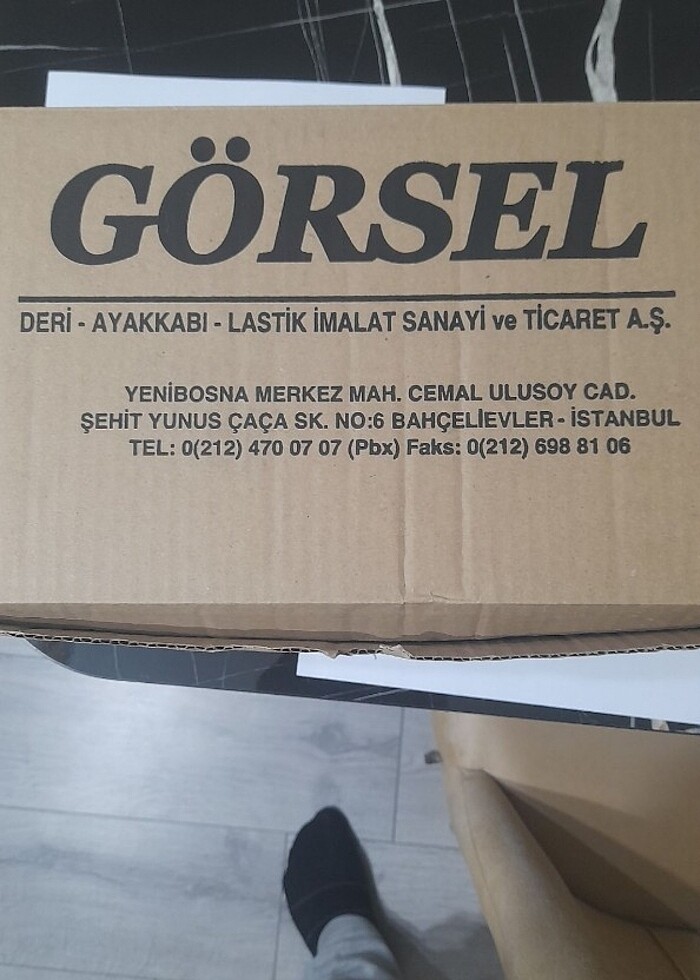 GÖRSEL
DERİ - AYAKKABI - LASTİK İMALAT SANAYİ ve TİCARET A.Ş.
YENİBOSNA MERKEZ MAH. CEMAL ULUSOY CAD.
ŞEHİT YUNUS ÇAÇA SK. NO:6 BAHÇELİEVLER - İSTANBUL
TEL: 0(212) 470 07 07 (Pbx) Faks: 0(212) 698 81 06